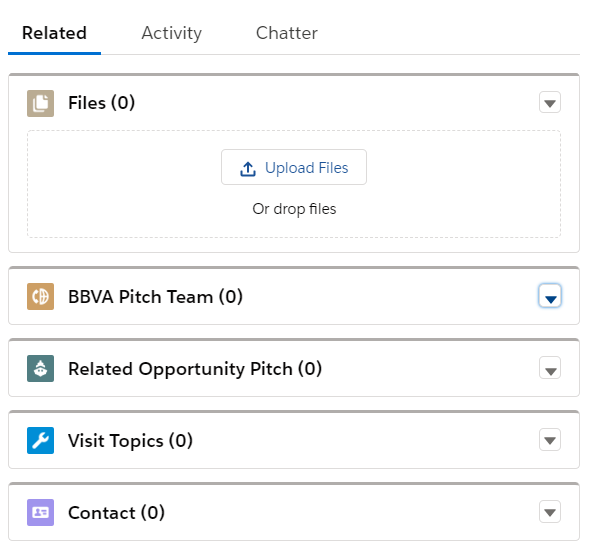 Related Activity Chatter
Files (0)
Upload Files
Or drop files
BBVA Pitch Team (0)
Related Opportunity Pitch (0)
Visit Topics (0)
Contact (0)